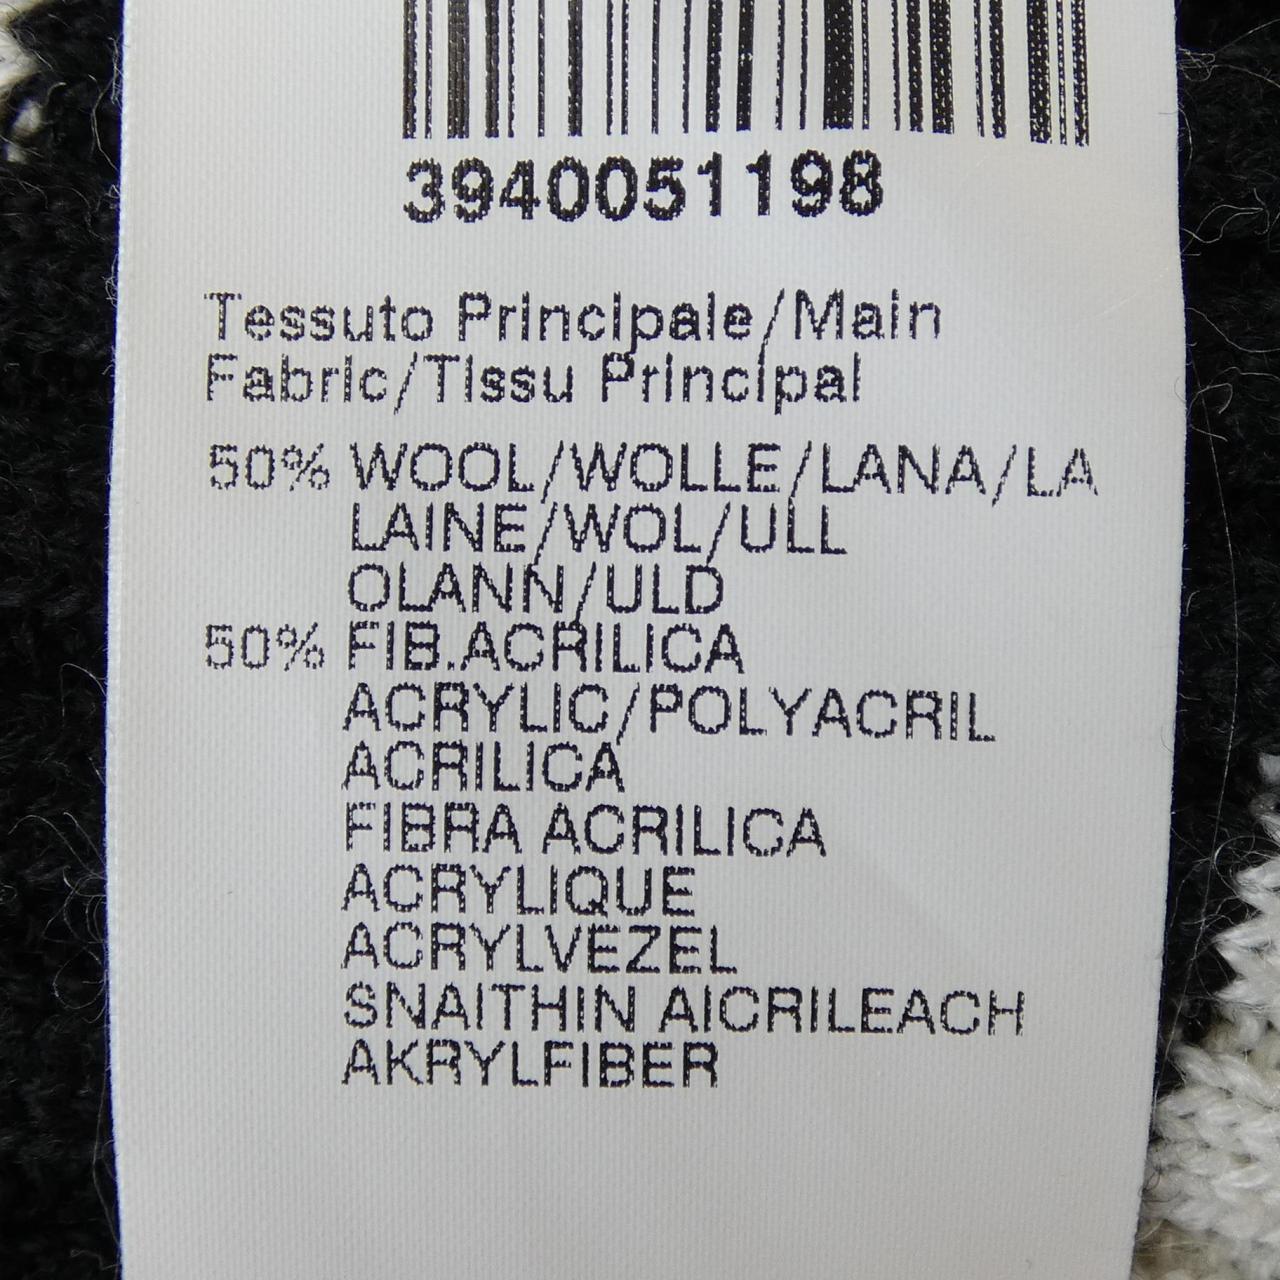 3940051198
Tessuto Principale/Main
Fabric/Tissu Principal
50% WOOL/WOLLE/LANA/LA
LAINE/WOL/ULL
OLANN/ULD
50% FIB.ACRILICA
ACRYLIC/POLYACRIL
ACRILICA
FIBRA ACRILICA
ACRYLIQUE
ACRYLVEZEL
SNAITHIN AICRILEACH
AKRYLFIBER